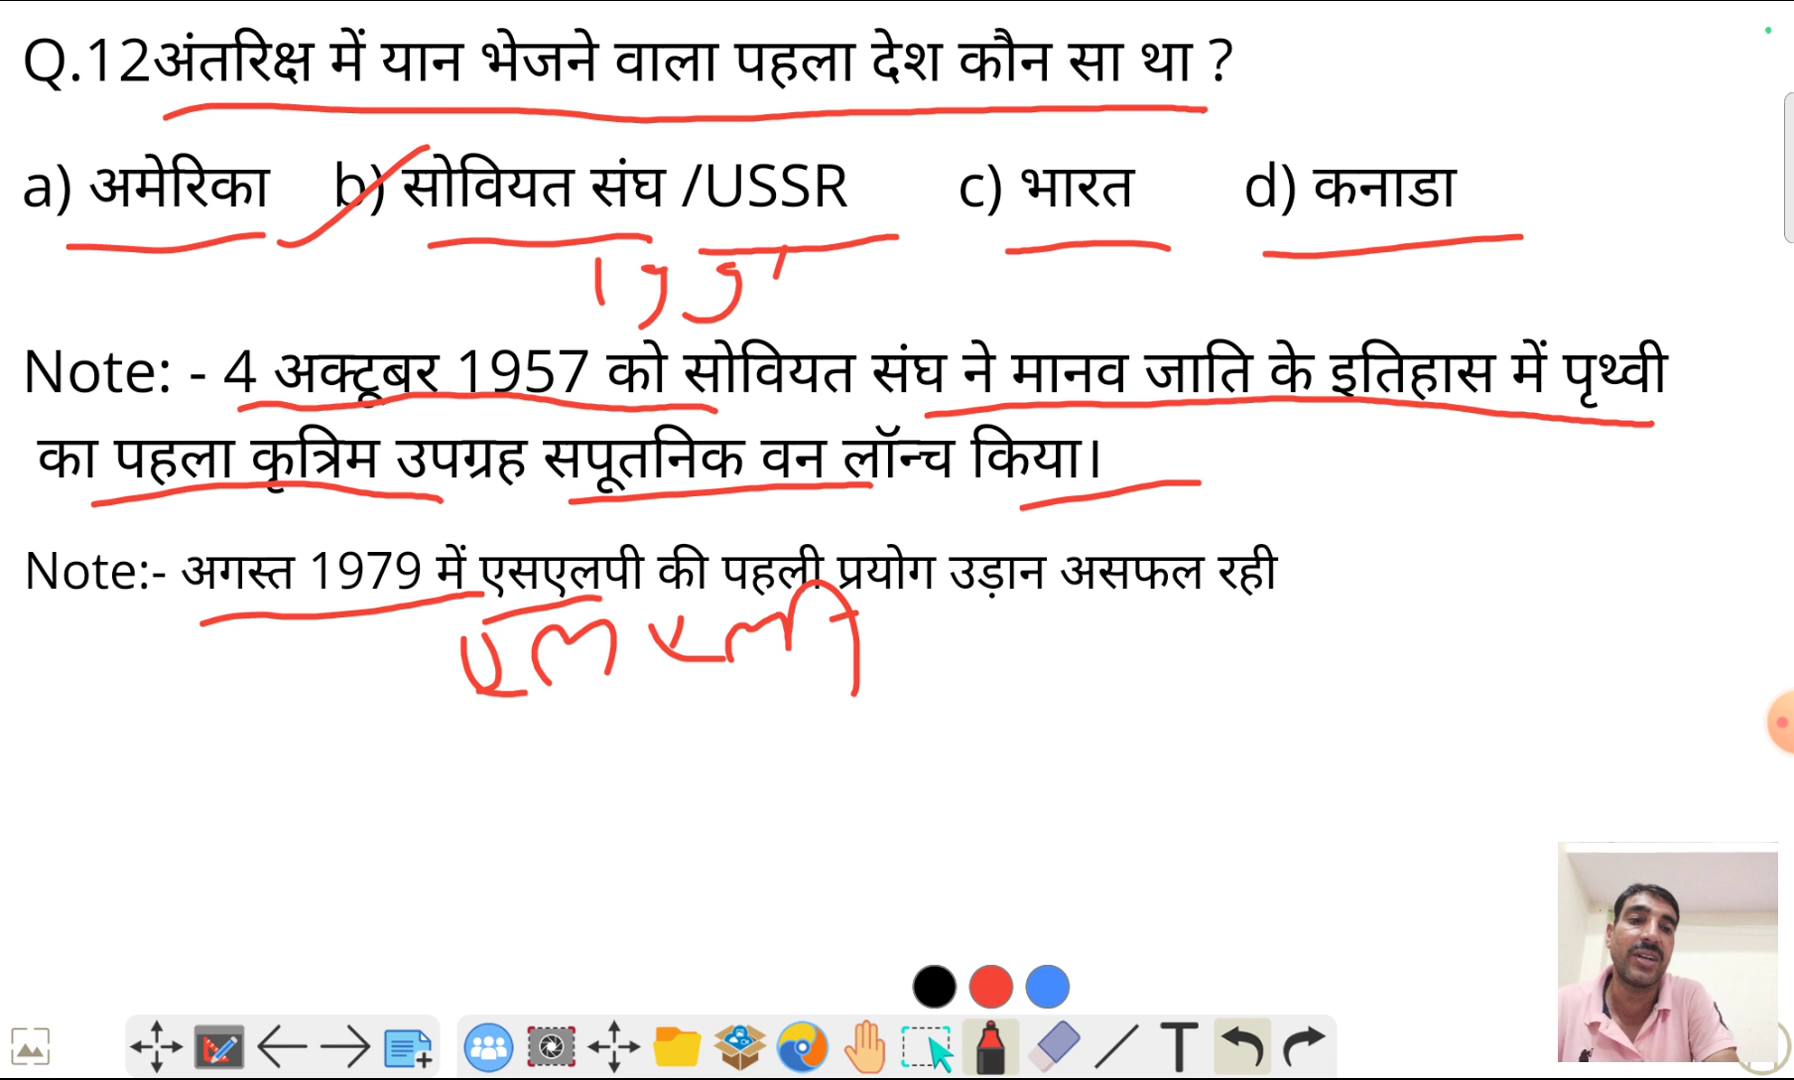 Q.12अंतरिक्ष में यान भेजने वाला पहला देश कौन सा था ?
a) अमेरिका b) सोवियत संघ /USSR c) भारत d) कनाडा
Note: - 4 अक्टूबर 1957 को सोवियत संघ ने मानव जाति के इतिहास में पृथ्वी
का पहला कृत्रिम उपग्रह सपूतनिक वन लॉन्च किया।
Note:- अगस्त 1979 में एसएलपी की पहली प्रयोग उड़ान असफल रही